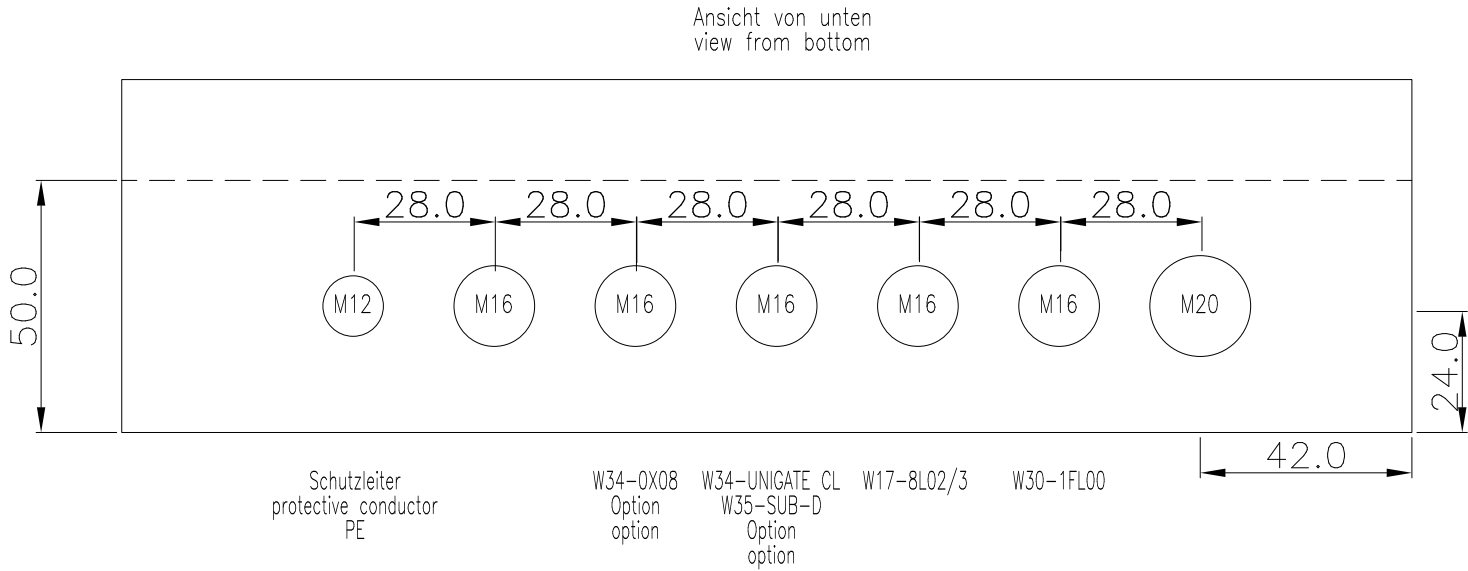 Ansicht von unten
view from bottom
28.0 28.0 28.0 28.0 28.0 28.0
50.0
M12 M16 M16 M16 M16 M16 M20
24.0
42.0
Schutzleiter
protective conductor
PE
W34-0X08
Option
option
W34-UNIGATE CL
W35-SUB-D
Option
option
W17-8L02/3
W30-1FL00